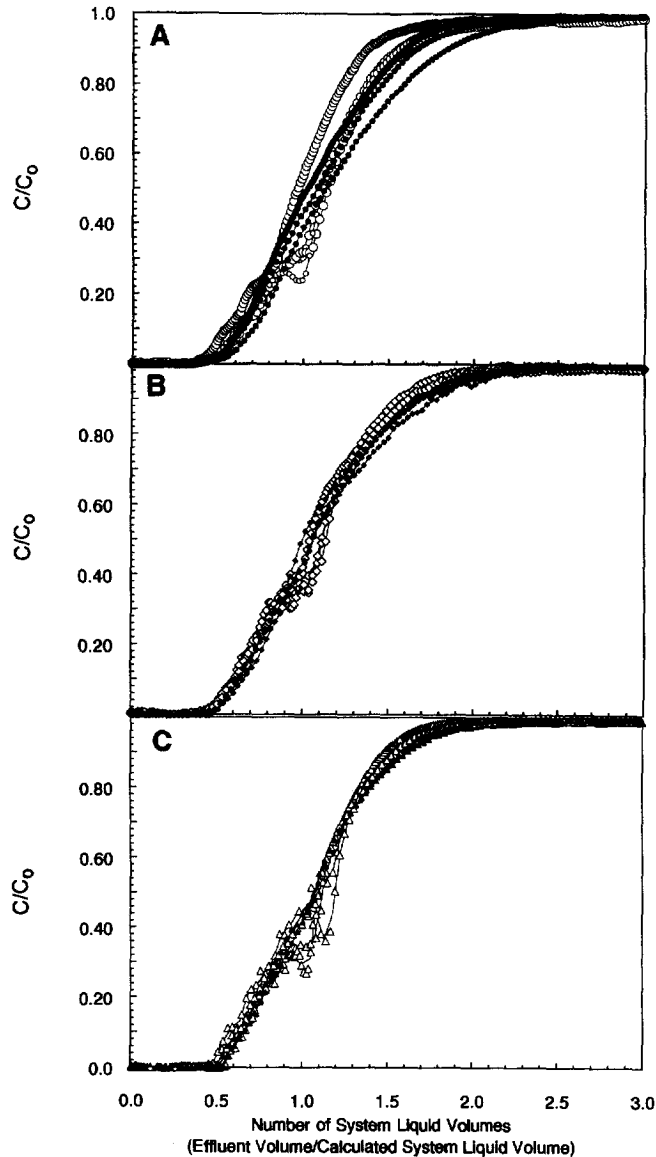 A
1.0
0.80
0.60
0.40
0.20
C/Co
B
0.80
0.60
0.40
0.20
C/Co
C
0.80
0.60
0.40
0.20
0.0
C/Co
0.0 0.5 1.0 1.5 2.0 2.5 3.0
Number of System Liquid Volumes
(Effluent Volume/Calculated System Liquid Volume)